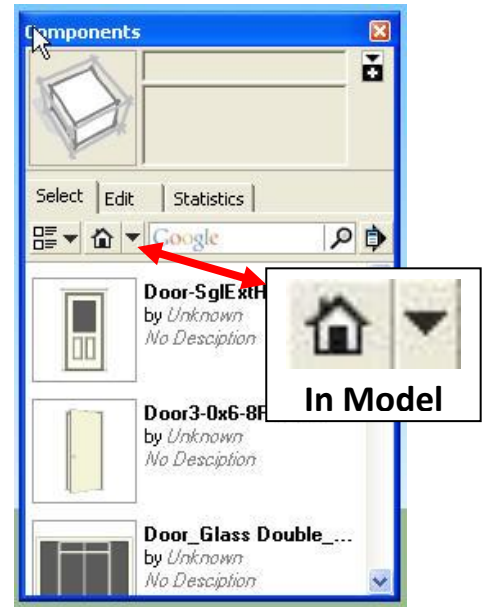 Components
Select Edit Statistics
Google
Door-SglExtH
by Unknown
No Desciption
In Model
Door3-0x6-8F
by Unknown
No Desciption
Door_Glass Double_...
by Unknown
No Desciption